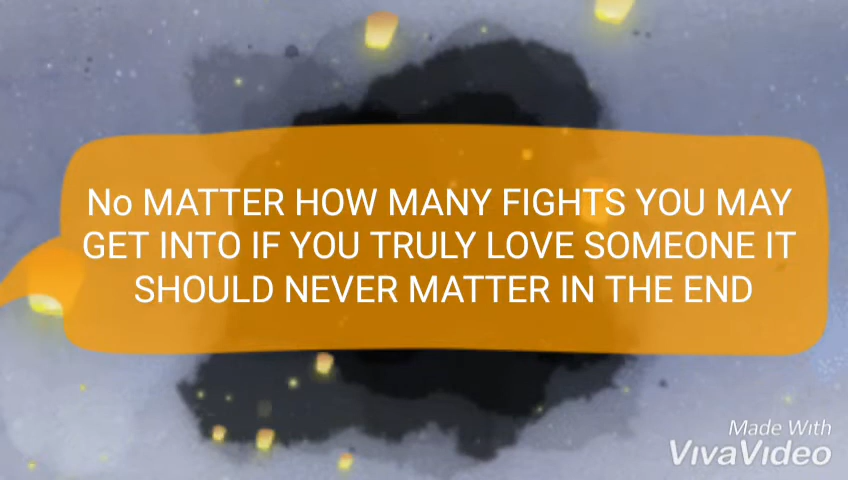 No MATTER HOW MANY FIGHTS YOU MAY
GET INTO IF YOU TRULY LOVE SOMEONE IT
SHOULD NEVER MATTER IN THE END
Made With
VivaVideo